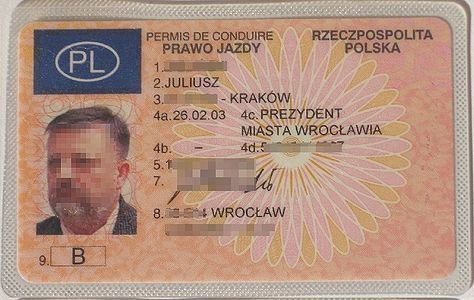 PL
PERMIS DE CONDUIRE
PRAWO JAZDY
RZECZPOSPOLITA
POLSKA
1.
2.JULIUSZ
3. - KRAKÓW
4a.26.02.03 4c.PREZYDENT
MIASTA WROCŁAWIA
4b. – 4d.
5.
7.
8. WROCŁAW
9. B